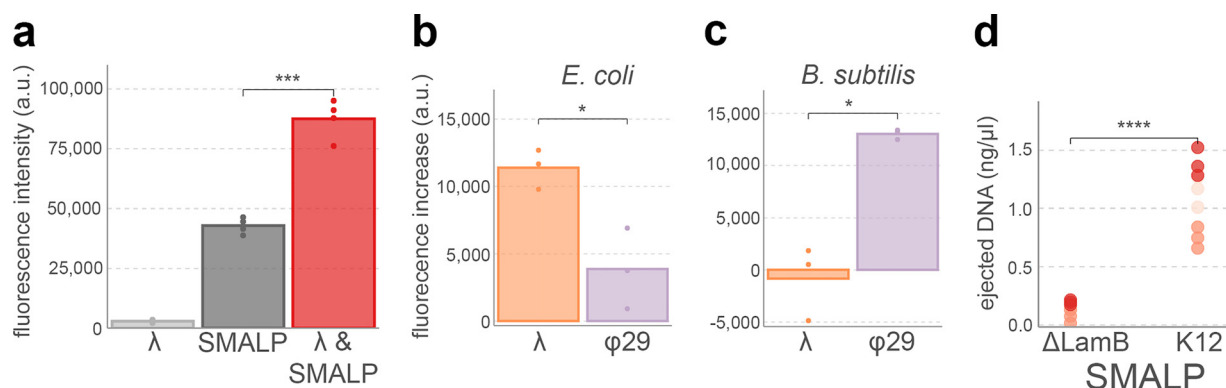 a
fluorescence intensity (a.u.)
100,000
75,000
50,000
25,000
0
***
λ
SMALP
λ &
SMALP
b
fluorecence increase (a.u.)
E. coli
15,000
10,000
5,000
0
*
λ
φ29
c
B. subtilis
15,000
10,000
5,000
0
-5,000
*
λ
φ29
d
ejected DNA (ng/µl)
1.5
1.0
0.5
0.0
****
ΔLamB
K12
SMALP